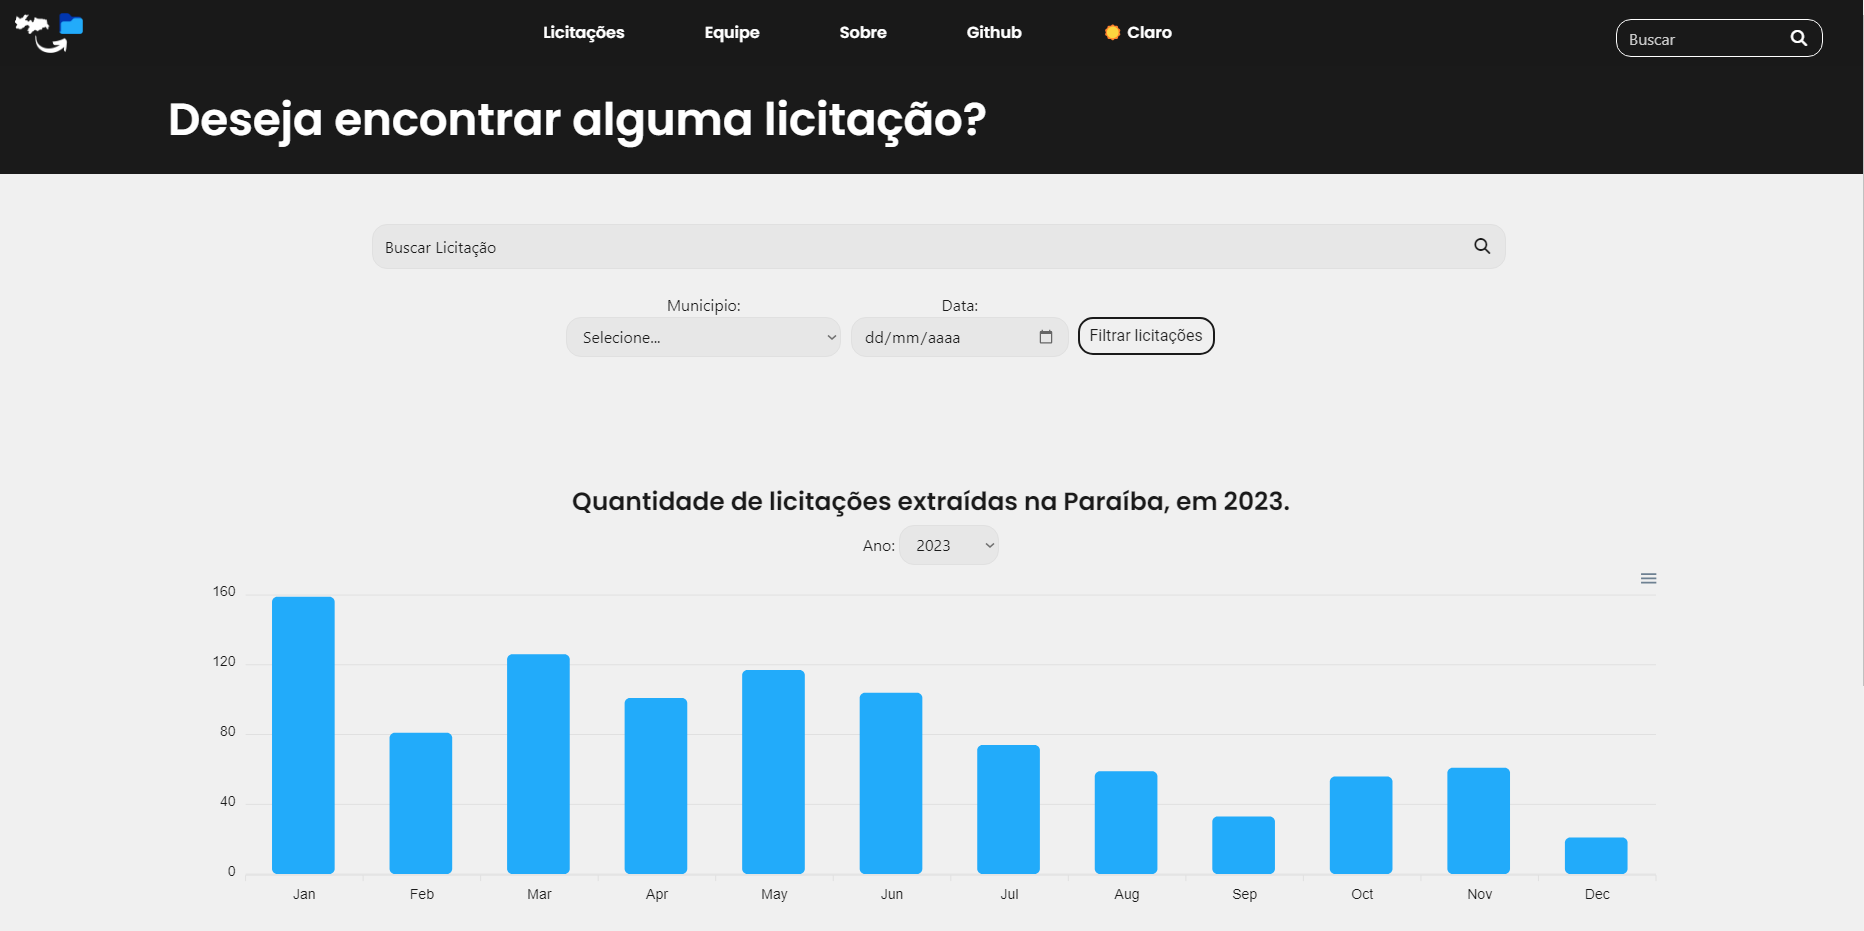 Licitações Equipe Sobre Github Claro Buscar
Deseja encontrar alguma licitação?
Buscar Licitação
Municipio: Data:
Selecione... dd/mm/aaaa Filtrar licitações
Quantidade de licitações extraídas na Paraíba, em 2023.
Ano: 2023
160
120
80
40
0
Jan Feb Mar Apr May Jun Jul Aug Sep Oct Nov Dec